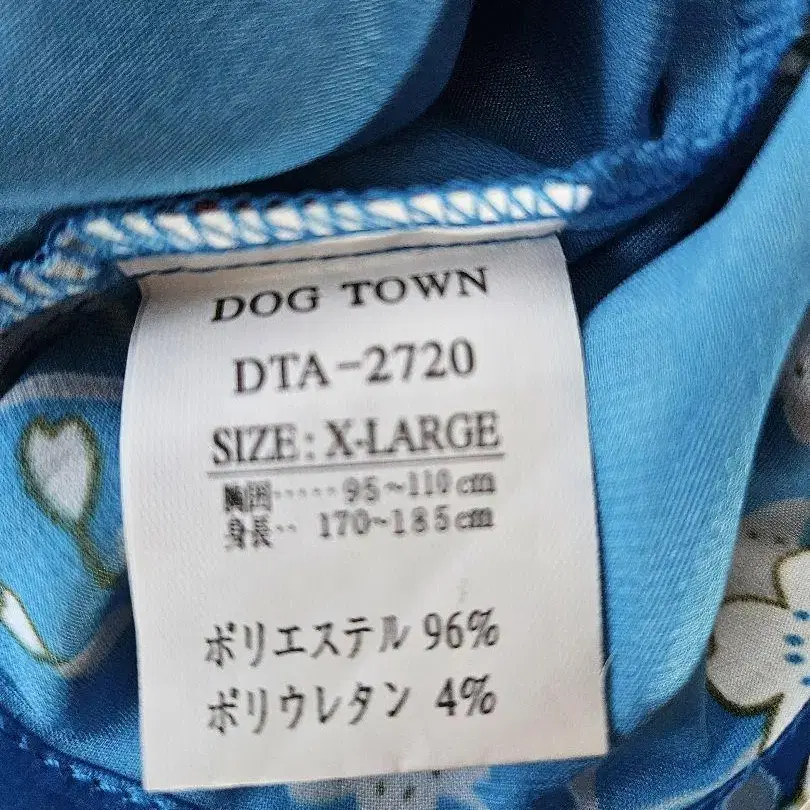 DOG TOWN
DTA-2720
SIZE: X-LARGE
胸囲‥‥‥95~110cm
身長‥ 170~185cm
ポリエステル 96%
ポリウレタン 4%